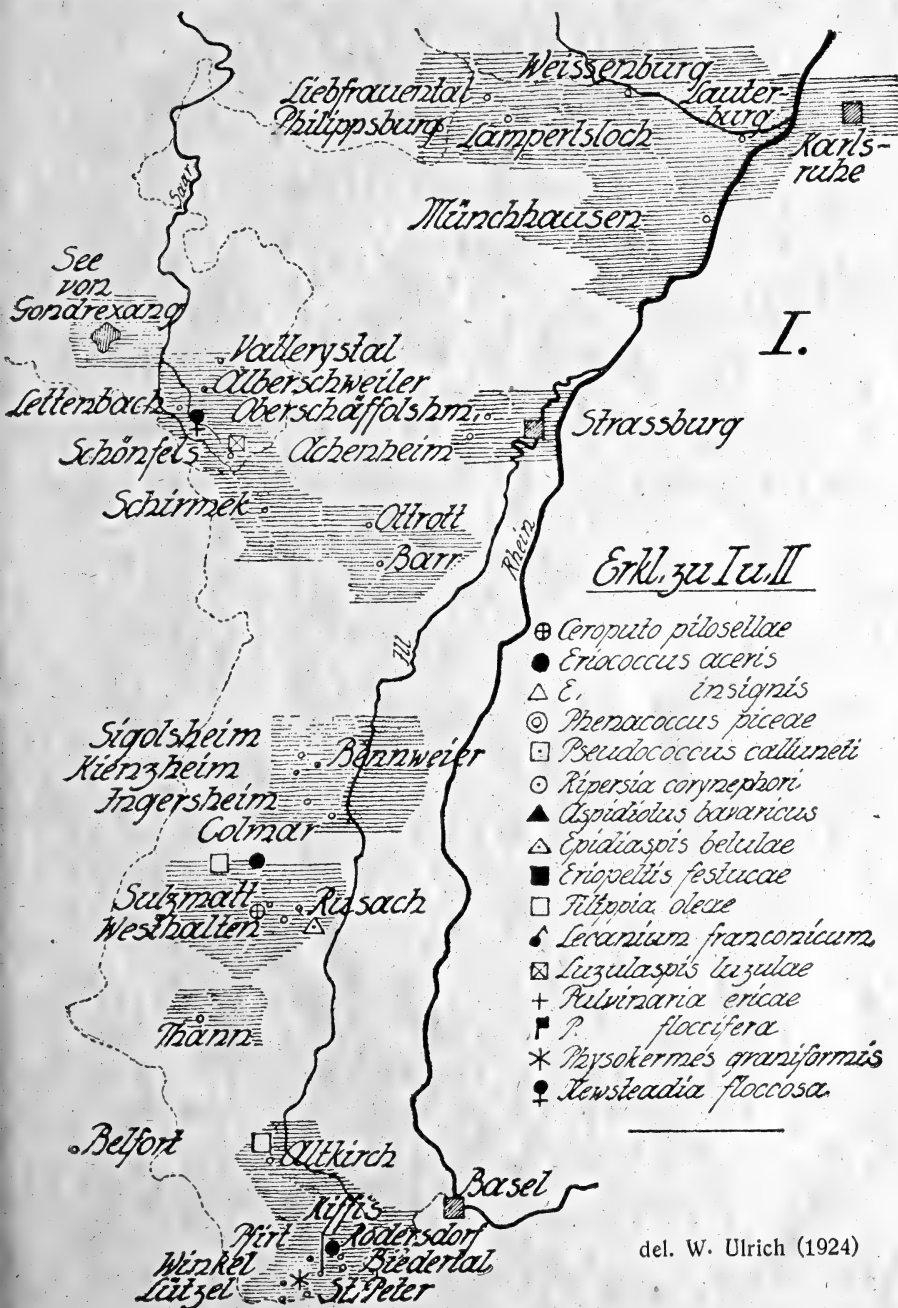 Weissenburg
Liebfrauental
Lauter-
burg
Philippsburg
Lampertsloch
Karls-
ruhe
Münchhausen
Saar
See
von
Gondrexang
I.
Vallerystal
Alberschweiler
Lettenbach
Oberschäffolshm.
Strassburg
Schönfels
Achenheim
Schirmek
Ottrott
Rhein
Barr
Ill
Erkl. zu I u. II
Ceroputo pilosellae
Eriococcus aceris
E. insignis
Phenacoccus piceae
Pseudococcus calluneti
Ripersia corynephori
Aspidiotus bavaricus
Epidiaspis betulae
Eriopeltis festucae
Filippia oleae
Lecanium franconicum
Luzulaspis luzulae
Pulvinaria ericae
P. floccifera
Physokermes graniformis
Newsteadia floccosa
Sigolsheim
Bennweier
Kienzheim
Ingersheim
Colmar
Sulzmatt
Rufach
Westhalten
Thann
Belfort
Altkirch
Basel
Kiffis
Pfirt
Rodersdorf
Winkel
Biedertal
Lützel
St. Peter
del. W. Ulrich (1924)